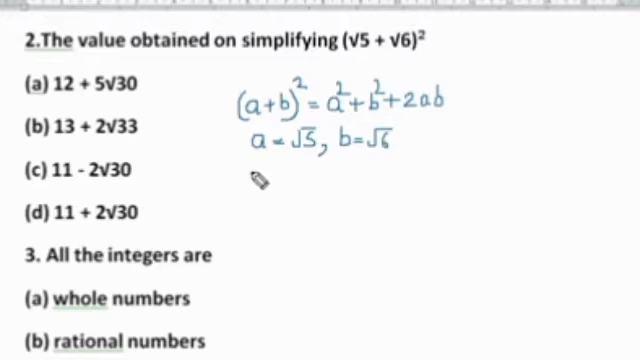 2.The value obtained on simplifying (√5 + √6)²
(a) 12 + 5√30
(a+b)² = a² + b² + 2ab
(b) 13 + 2√33
a = √5, b = √6
(c) 11 - 2√30
(d) 11 + 2√30
3. All the integers are
(a) whole numbers
(b) rational numbers